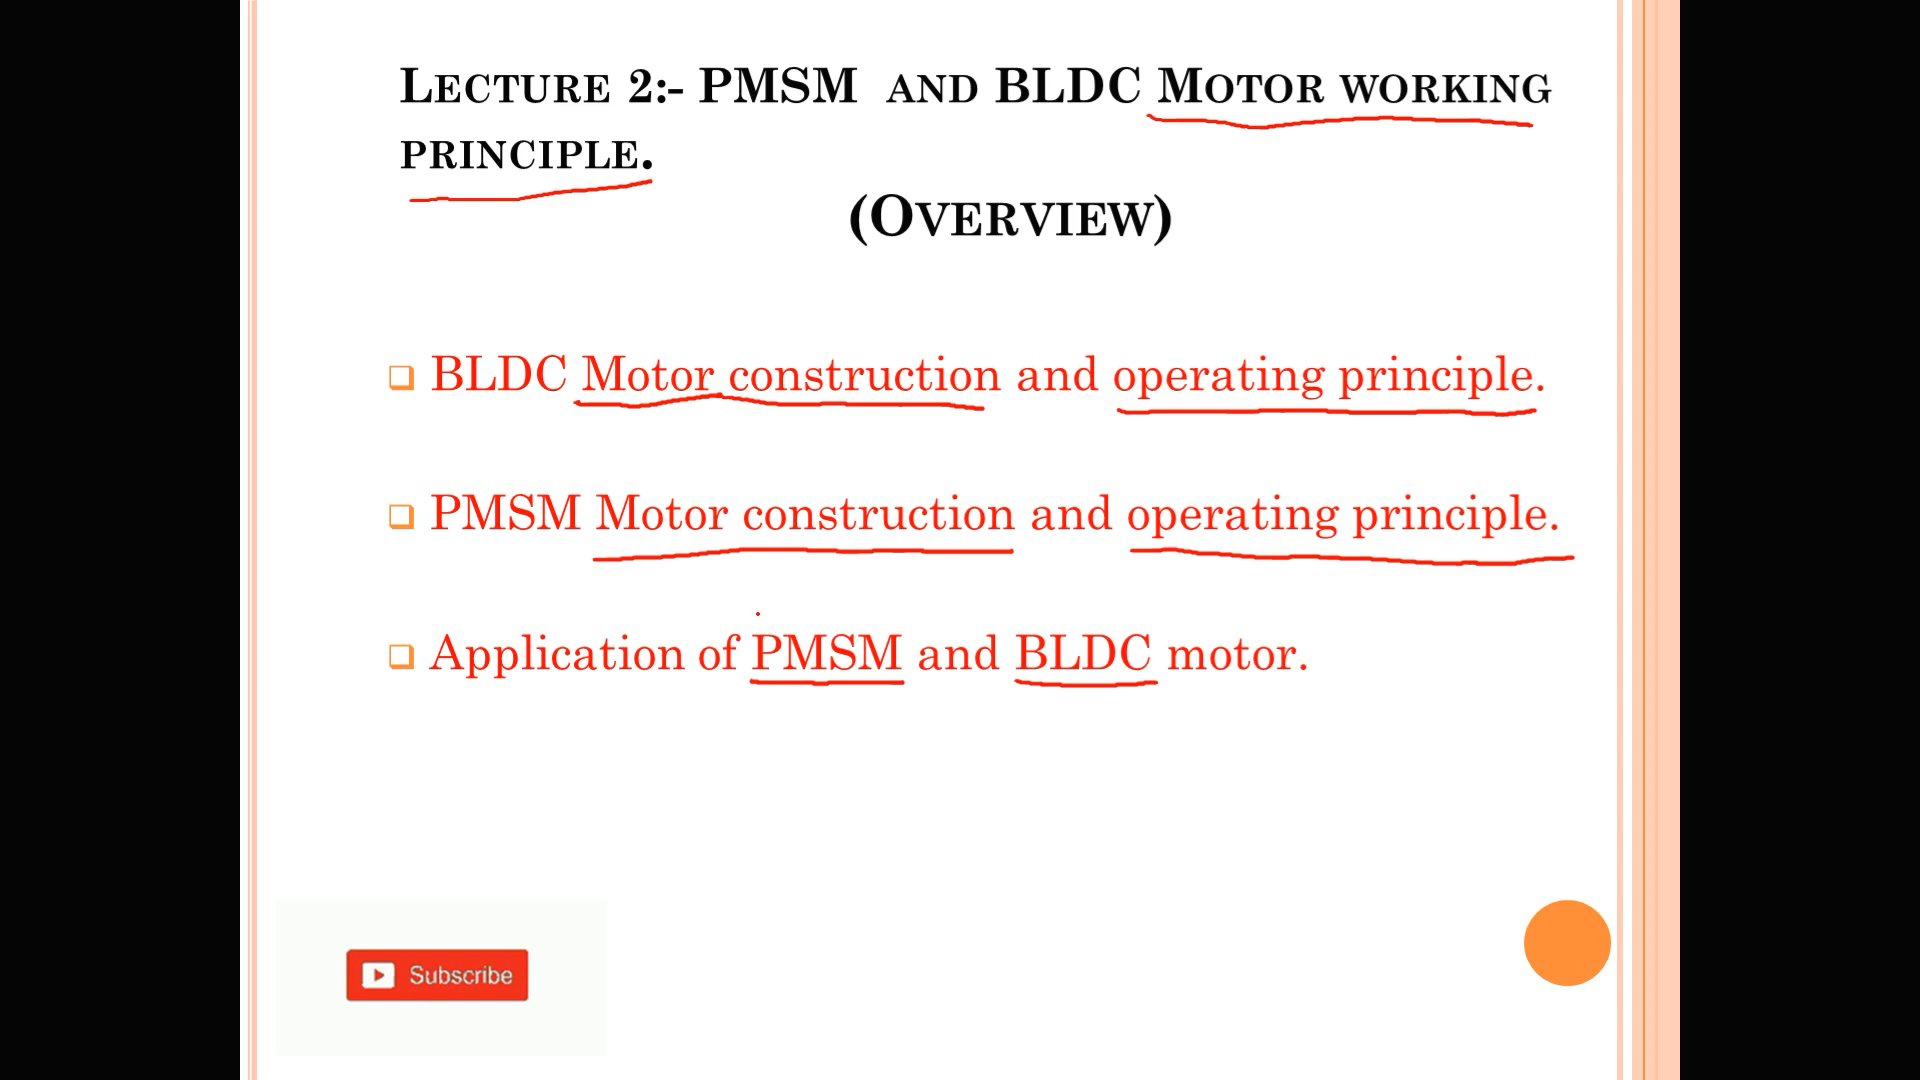 Lecture 2:- PMSM and BLDC Motor working
principle.
(Overview)
BLDC Motor construction and operating principle.
PMSM Motor construction and operating principle.
Application of PMSM and BLDC motor.
Subscribe